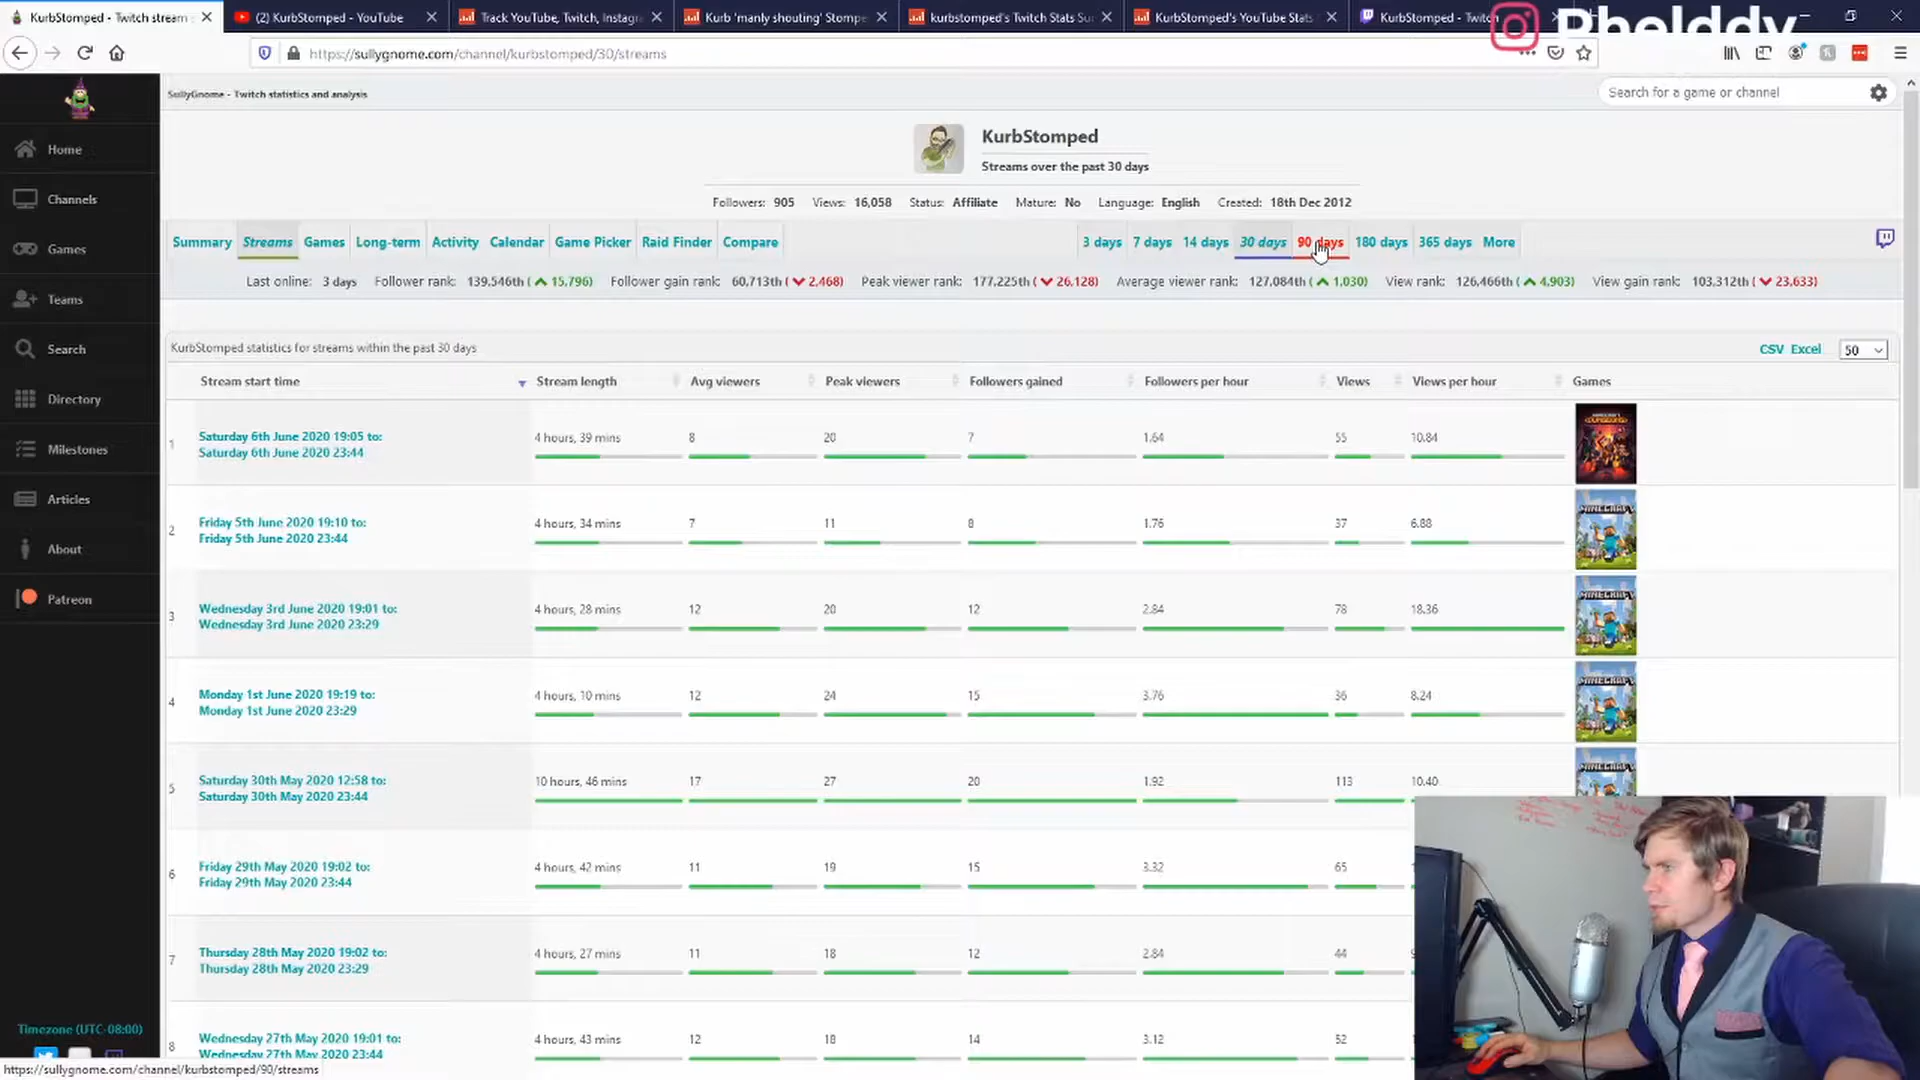 KurbStomped - Twitch stream
(2) KurbStomped - YouTube
Track YouTube, Twitch, Instagr
Kurb 'manly shouting' Stompe
kurbstomped's Twitch Stats Su
KurbStomped's YouTube Stats
KurbStomped - Twitch
Phelddy
https://sullygnome.com/channel/kurbstomped/30/streams
SullyGnome - Twitch statistics and analysis
Search for a game or channel
KurbStomped
Streams over the past 30 days
Followers: 905 Views: 16,058 Status: Affiliate Mature: No Language: English Created: 18th Dec 2012
Summary Streams Games Long-term Activity Calendar Game Picker Raid Finder Compare 3 days 7 days 14 days 30 days 90 days 180 days 365 days More
Last online: 3 days Follower rank: 139,546th ( 15,796) Follower gain rank: 60,713th ( 2,468) Peak viewer rank: 177,225th ( 26,128) Average viewer rank: 127,084th ( 1,030) View rank: 126,466th ( 4,903) View gain rank: 103,312th ( 23,633)
Home
Channels
Games
Teams
Search
Directory
Milestones
Articles
About
Patreon
Timezone (UTC-08:00)
KurbStomped statistics for streams within the past 30 days
CSV Excel 50
Stream start time Stream length Avg viewers Peak viewers Followers gained Followers per hour Views Views per hour Games
1 Saturday 6th June 2020 19:05 to: 4 hours, 39 mins 8 20 7 1.64 55 10.84
Saturday 6th June 2020 23:44
2 Friday 5th June 2020 19:10 to: 4 hours, 34 mins 7 11 8 1.76 37 6.88
Friday 5th June 2020 23:44
3 Wednesday 3rd June 2020 19:01 to: 4 hours, 28 mins 12 20 12 2.84 78 18.36
Wednesday 3rd June 2020 23:29
4 Monday 1st June 2020 19:19 to: 4 hours, 10 mins 12 24 15 3.76 36 8.24
Monday 1st June 2020 23:29
5 Saturday 30th May 2020 12:58 to: 10 hours, 46 mins 17 27 20 1.92 113 10.40
Saturday 30th May 2020 23:44
6 Friday 29th May 2020 19:02 to: 4 hours, 42 mins 11 19 15 3.32 65
Friday 29th May 2020 23:44
7 Thursday 28th May 2020 19:02 to: 4 hours, 27 mins 11 18 12 2.84 44
Thursday 28th May 2020 23:29
8 Wednesday 27th May 2020 19:01 to: 4 hours, 43 mins 12 18 14 3.12 52
Wednesday 27th May 2020 23:44
MINECRAFT
DUNGEONS
MINECRAFT
MINECRAFT
MINECRAFT
MINECRAFT
https://sullygnome.com/channel/kurbstomped/90/streams